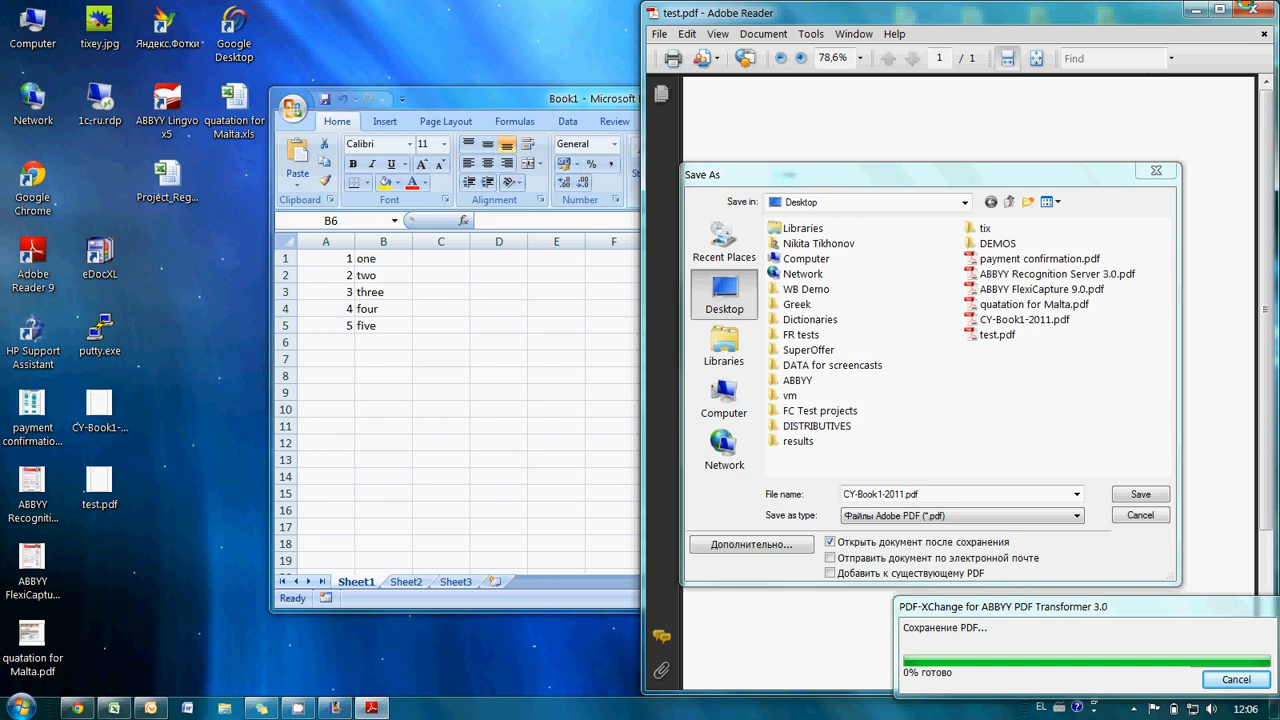 Computer
tixey.jpg
Яндекс.Фотки
Google Desktop
Network
1c-ru.rdp
ABBYY Lingvo x5
quatation for Malta.xls
Google Chrome
Project_Reg...
Adobe Reader 9
eDocXL
HP Support Assistant
putty.exe
payment confirmatio...
CY-Book1-...
ABBYY Recogniti...
test.pdf
ABBYY FlexiCaptu...
quatation for Malta.pdf
Book1 - Microsoft
Home Insert Page Layout Formulas Data Review
Paste
Calibri 11
General
Clipboard Font Alignment Number
B6
A B C D E F
1 1 one
2 2 two
3 3 three
4 4 four
5 5 five
6
7
8
9
10
11
12
13
14
15
16
17
18
19
Sheet1 Sheet2 Sheet3
Ready
test.pdf - Adobe Reader
File Edit View Document Tools Window Help
78,6% 1 / 1 Find
Save As
Save in: Desktop
Recent Places
Desktop
Libraries
Computer
Network
Libraries
Nikita Tikhonov
Computer
Network
WB Demo
Greek
Dictionaries
FR tests
SuperOffer
DATA for screencasts
ABBYY
vm
FC Test projects
DISTRIBUTIVES
results
tix
DEMOS
payment confirmation.pdf
ABBYY Recognition Server 3.0.pdf
ABBYY FlexiCapture 9.0.pdf
quatation for Malta.pdf
CY-Book1-2011.pdf
test.pdf
File name: CY-Book1-2011.pdf Save
Save as type: Файлы Adobe PDF (*.pdf) Cancel
Дополнительно...
Открыть документ после сохранения
Отправить документ по электронной почте
Добавить к существующему PDF
PDF-XChange for ABBYY PDF Transformer 3.0
Сохранение PDF...
0% готово
Cancel
EL 12:06